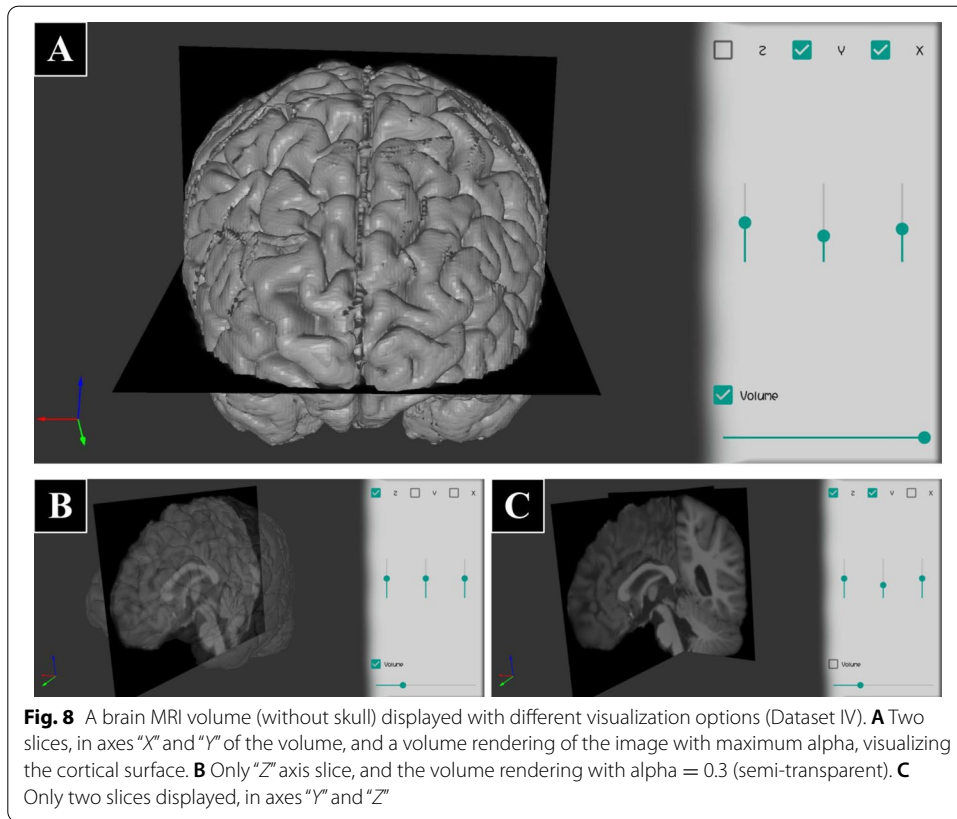 A
Z Y X
Volume
B
Z Y X
Volume
C
Z Y X
Volume
Fig. 8 A brain MRI volume (without skull) displayed with different visualization options (Dataset IV). A Two
slices, in axes “X” and “Y” of the volume, and a volume rendering of the image with maximum alpha, visualizing
the cortical surface. B Only “Z” axis slice, and the volume rendering with alpha = 0.3 (semi-transparent). C
Only two slices displayed, in axes “Y” and “Z”